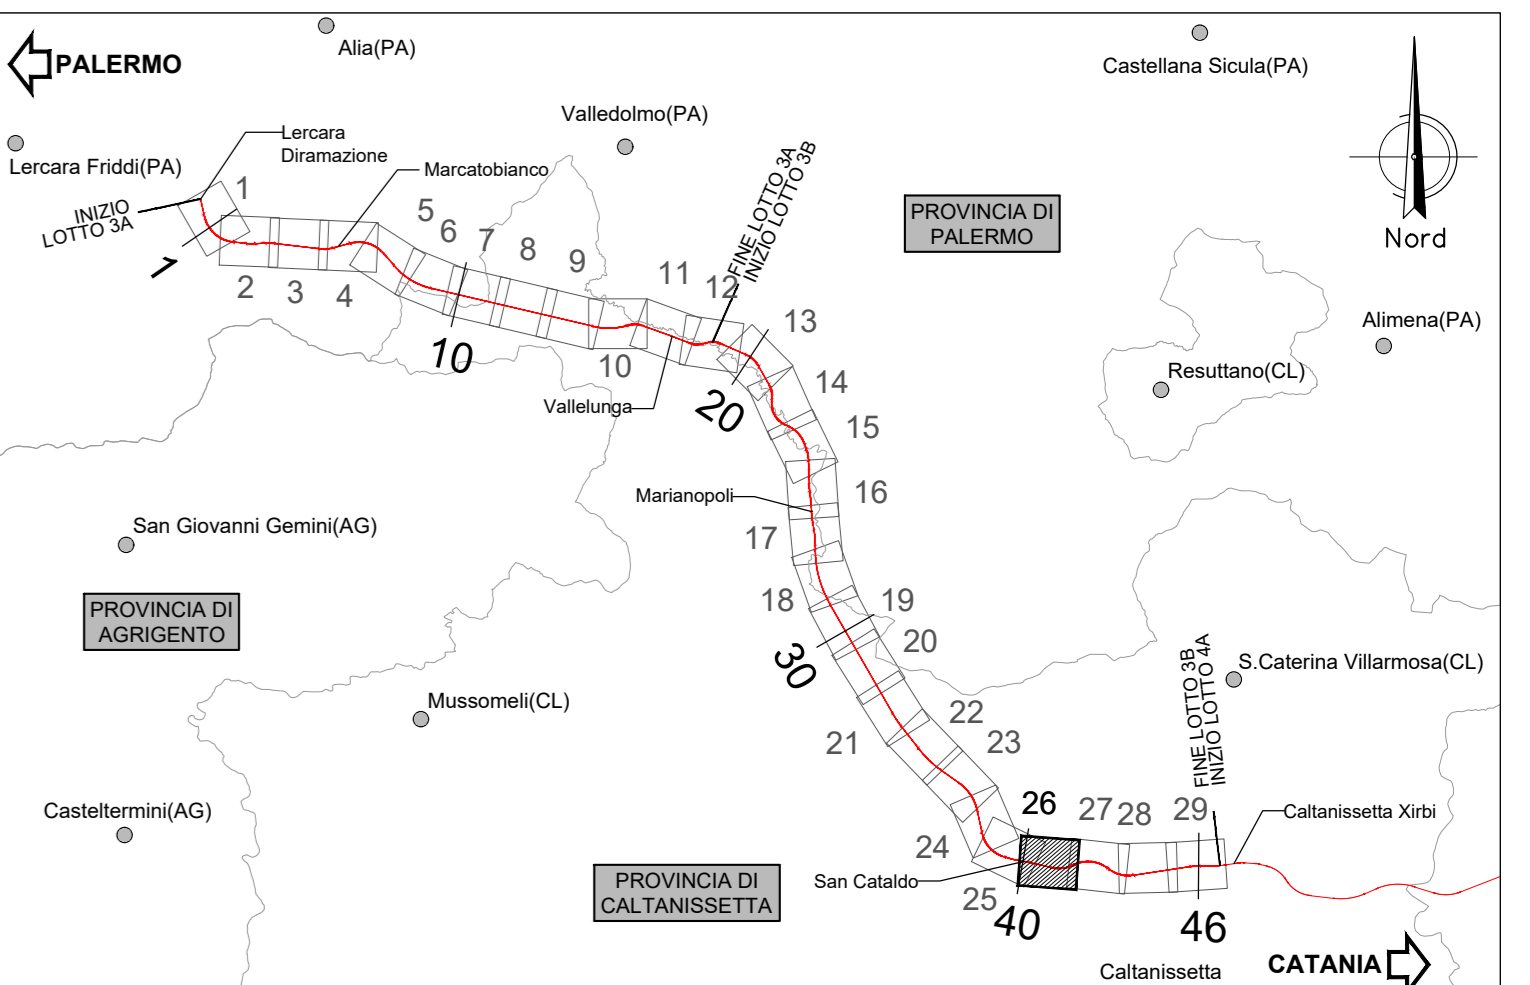 Alia(PA)
Castellana Sicula(PA)
PALERMO
Valledolmo(PA)
Lercara
Diramazione
Lercara Friddi(PA)
Marcatobianco
INIZIO
LOTTO 3A
1
1
2
3
4
5
6
7
8
9
10
10
11
12
FINE LOTTO 3A
INIZIO LOTTO 3B
PROVINCIA DI
PALERMO
Nord
13
Alimena(PA)
Resuttano(CL)
14
20
Vallelunga
15
Marianopoli
16
San Giovanni Gemini(AG)
17
PROVINCIA DI
AGRIGENTO
18
19
20
30
S.Caterina Villarmosa(CL)
FINE LOTTO 3B
INIZIO LOTTO 4A
Mussomeli(CL)
21
22
23
Casteltermini(AG)
26
27
28
29
Caltanissetta Xirbi
24
San Cataldo
25
PROVINCIA DI
CALTANISSETTA
40
46
Caltanissetta
CATANIA